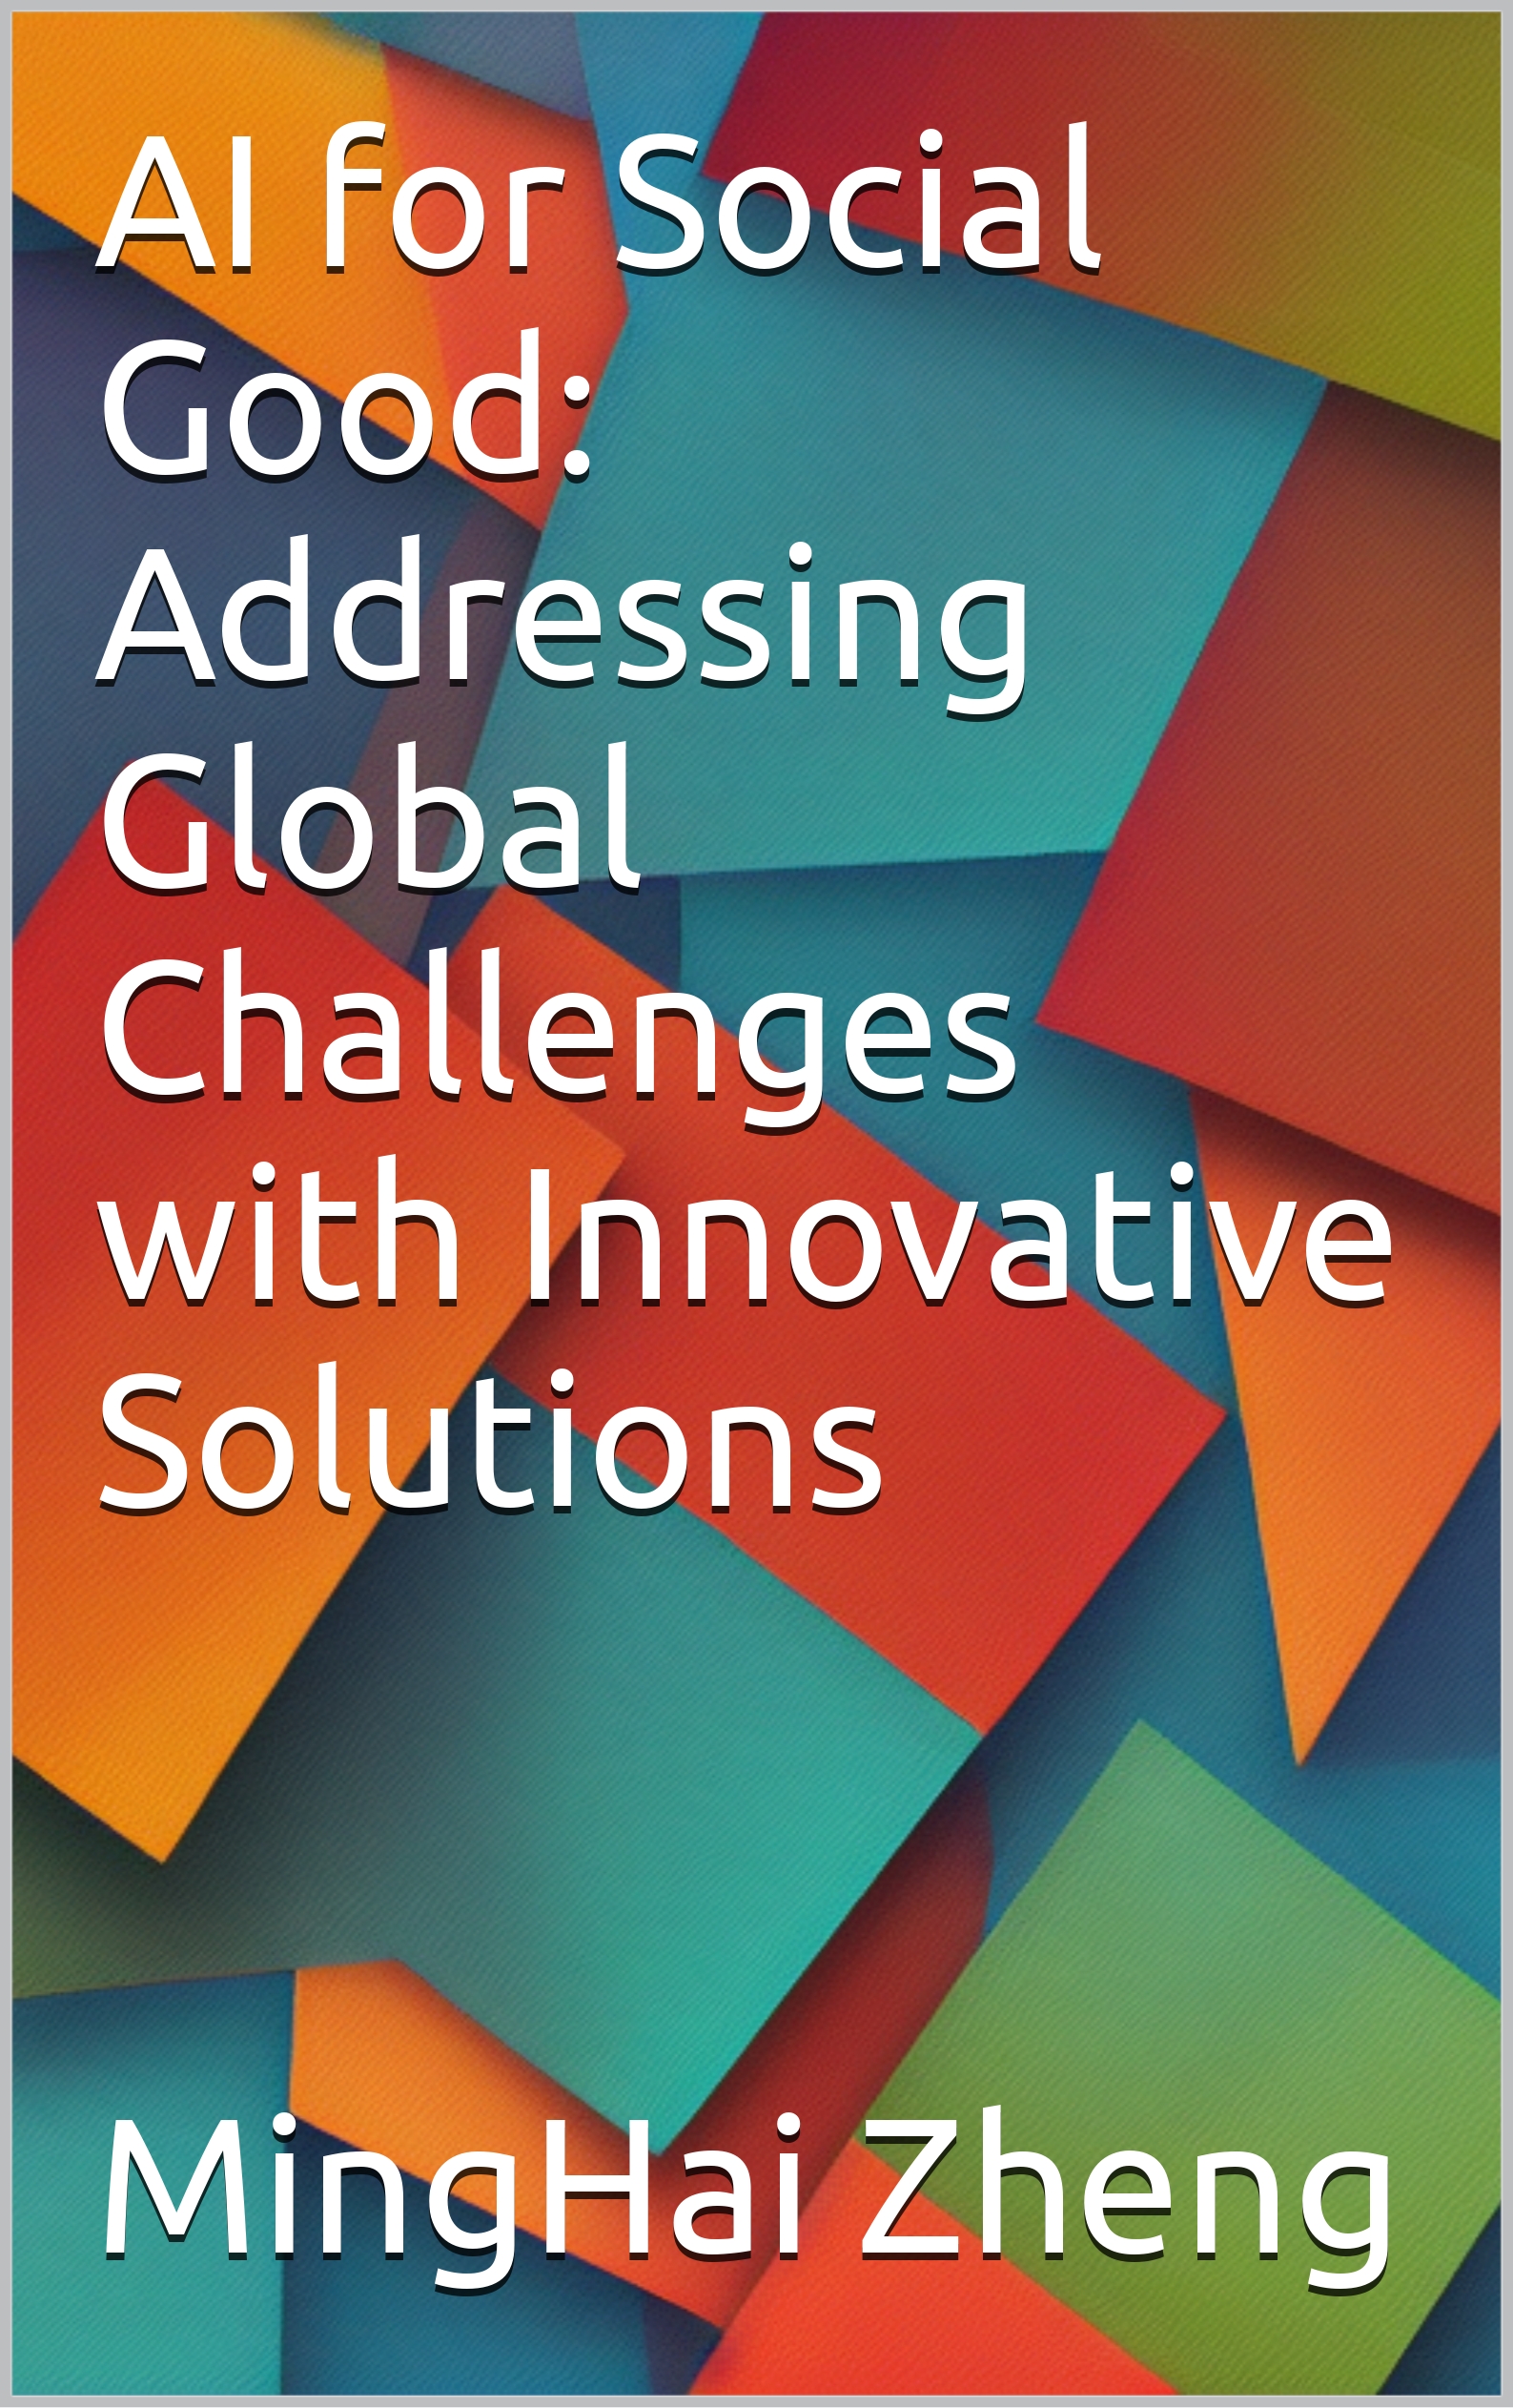 AI for Social
Good:
Addressing
Global
Challenges
with Innovative
Solutions
MingHai Zheng